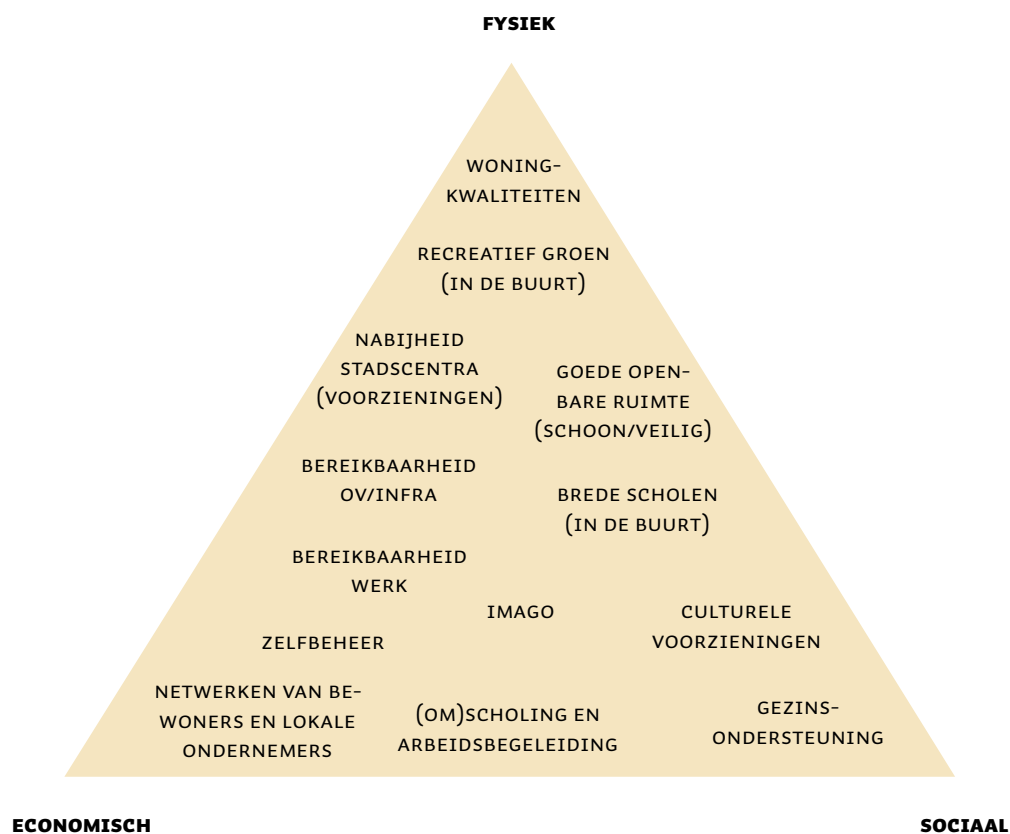 FYSIEK
WONING-
KWALITEITEN
RECREATIEF GROEN
(IN DE BUURT)
NABIJHEID
STADSCENTRA
(VOORZIENINGEN)
GOEDE OPEN-
BARE RUIMTE
(SCHOON/VEILIG)
BEREIKBAARHEID
OV/INFRA
BREDE SCHOLEN
(IN DE BUURT)
BEREIKBAARHEID
WERK
IMAGO
CULTURELE
VOORZIENINGEN
ZELFBEHEER
NETWERKEN VAN BE-
WONERS EN LOKALE
ONDERNEMERS
(OM)SCHOLING EN
ARBEIDSBEGELEIDING
GEZINS-
ONDERSTEUNING
ECONOMISCH
SOCIAAL